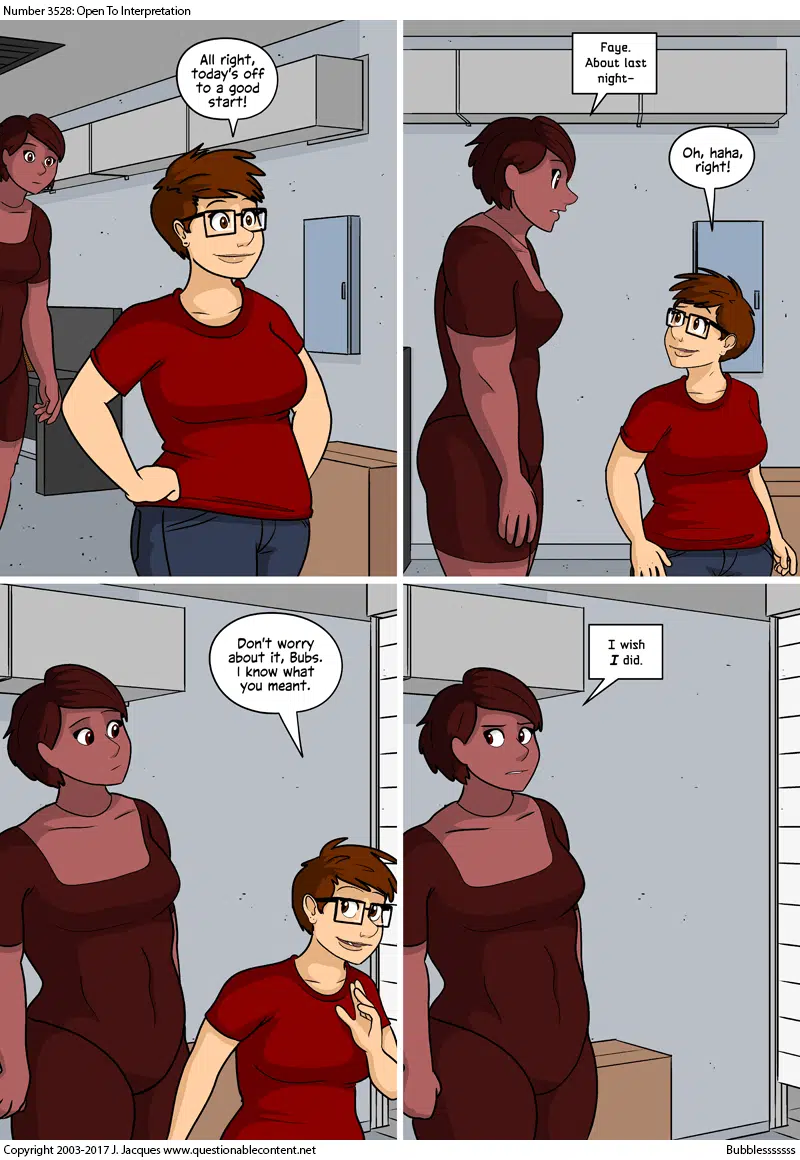 Number 3528: Open To Interpretation
All right,
today's off
to a good
start!
Faye.
About last
night-
Oh, haha,
right!
Don't worry
about it, Bubs.
I know what
you meant.
I wish
I did.
Copyright 2003-2017 J. Jacques www.questionablecontent.net
Bubblesssssss